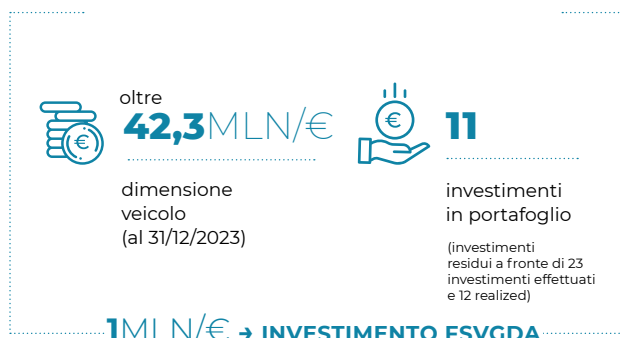 oltre
42,3MLN/€
dimensione
veicolo
(al 31/12/2023)
11
investimenti
in portafoglio
(investimenti
residui a fronte di 23
investimenti effettuati
e 12 realized)
1MLN/€ → INVESTIMENTO FSVGDA